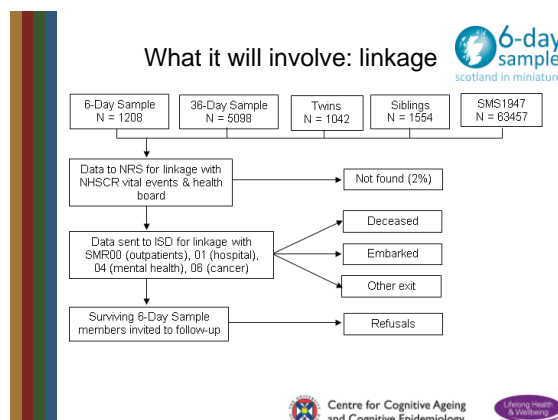 What it will involve: linkage
6-day
sample
scotland in miniature
6-Day Sample
N = 1208
36-Day Sample
N = 5098
Twins
N = 1042
Siblings
N = 1554
SMS1947
N = 63457
Data to NRS for linkage with
NHSCR vital events & health
board
Not found (2%)
Data sent to ISD for linkage with
SMR00 (outpatients), 01 (hospital),
04 (mental health), 06 (cancer)
Deceased
Embarked
Other exit
Surviving 6-Day Sample
members invited to follow-up
Refusals
Centre for Cognitive Ageing
and Cognitive Epidemiology
Lifelong Health
& Wellbeing